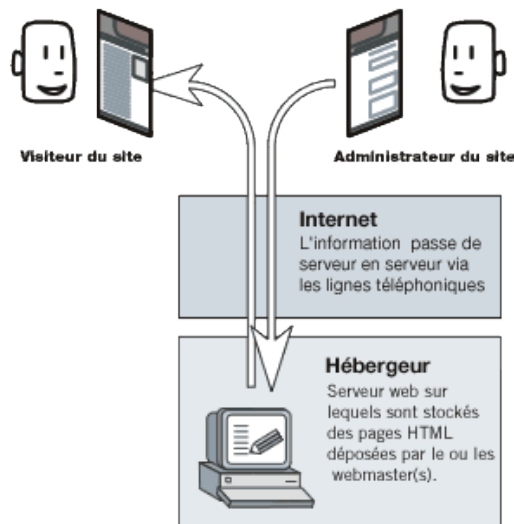 Visiteur du site
Administrateur du site
Internet
L'information passe de
serveur en serveur via
les lignes téléphoniques
Hébergeur
Serveur web sur
lequels sont stockés
des pages HTML
déposées par le ou les
webmaster(s).